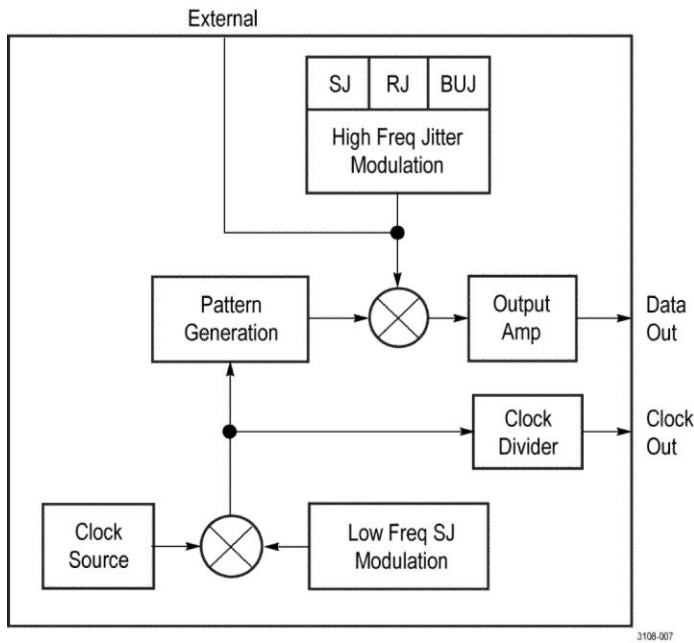 External
SJ RJ BUJ
High Freq Jitter
Modulation
Pattern
Generation
Output
Amp
Data
Out
Clock
Divider
Clock
Out
Clock
Source
Low Freq SJ
Modulation
3108-007